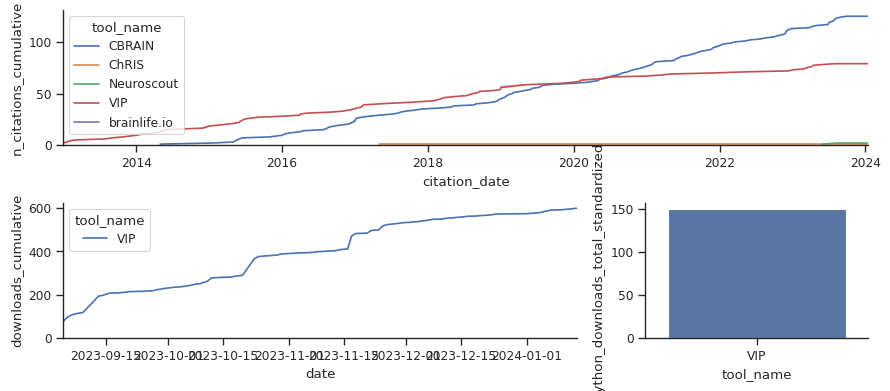 n_citations_cumulative
100
50
0
tool_name
CBRAIN
ChRIS
Neuroscout
VIP
brainlife.io
2014
2016
2018
2020
2022
2024
citation_date
downloads_cumulative
600
400
200
0
tool_name
VIP
2023-09-15
2023-10-01
2023-10-15
2023-11-01
2023-11-15
2023-12-01
2023-12-15
2024-01-01
date
ython_downloads_total_standardized
150
100
50
0
VIP
tool_name